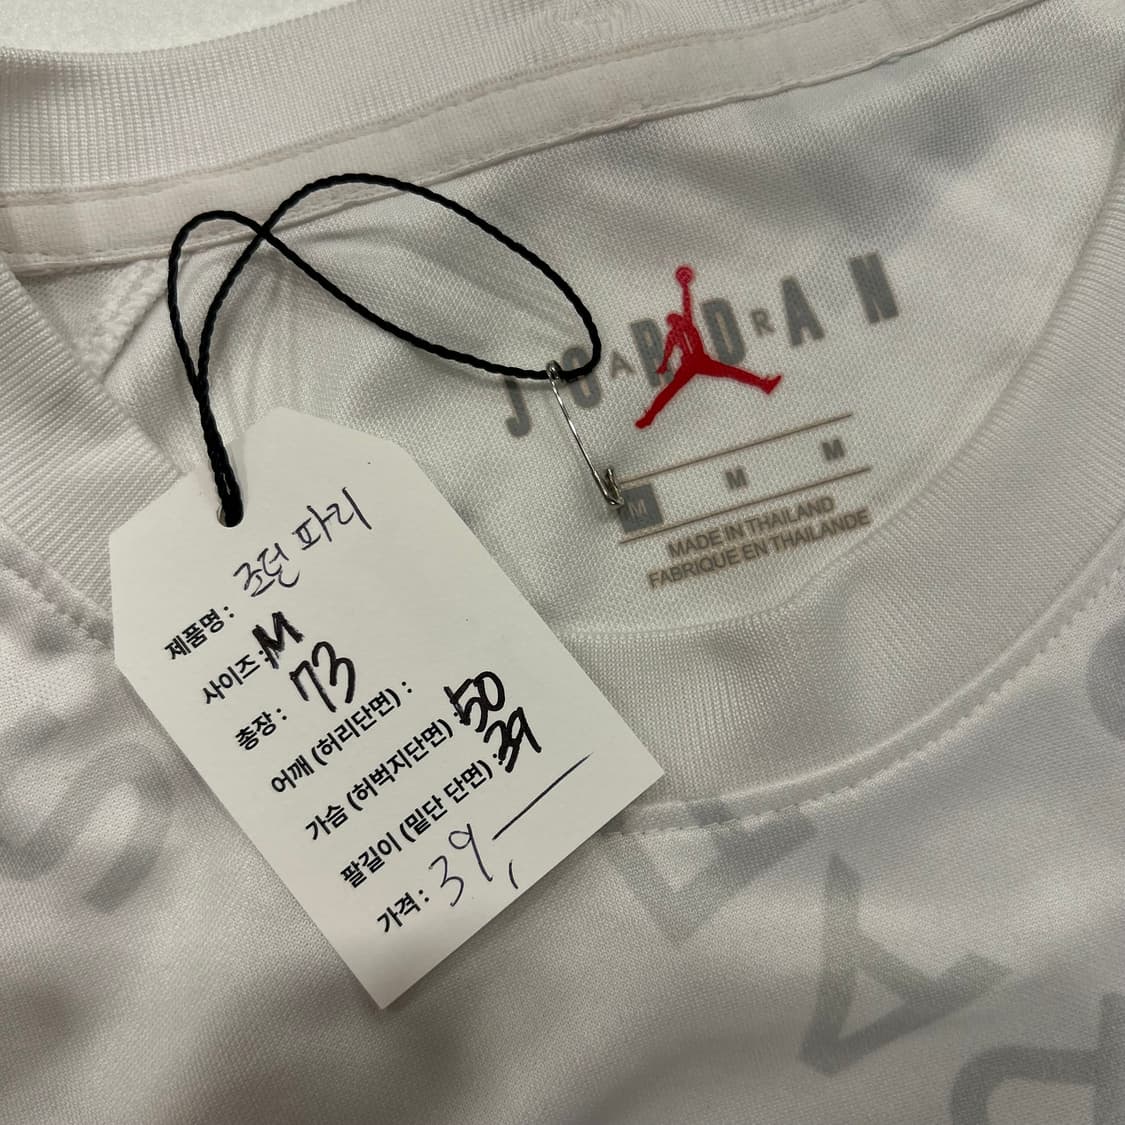 JORDAN
M M M
MADE IN THAILAND
FABRIQUE EN THAILANDE
제품명: 조던 파리
사이즈: M
총장: 73
어깨 (허리단면) :
가슴 (허벅지단면) : 50
팔길이 (밑단 단면) : 39
가격: 39,—